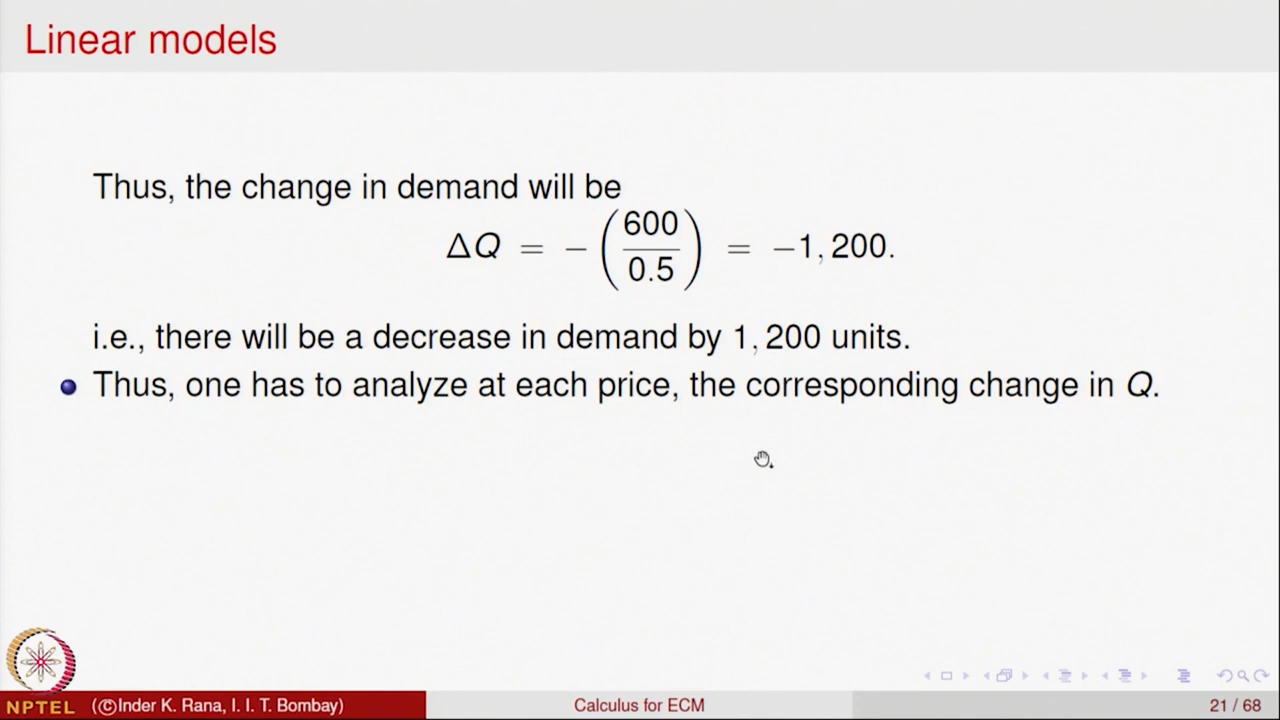 Linear models
Thus, the change in demand will be
ΔQ = −(600/0.5) = −1,200.
i.e., there will be a decrease in demand by 1,200 units.
Thus, one has to analyze at each price, the corresponding change in Q.
NPTEL (©Inder K. Rana, I. I. T. Bombay) Calculus for ECM 21 / 68